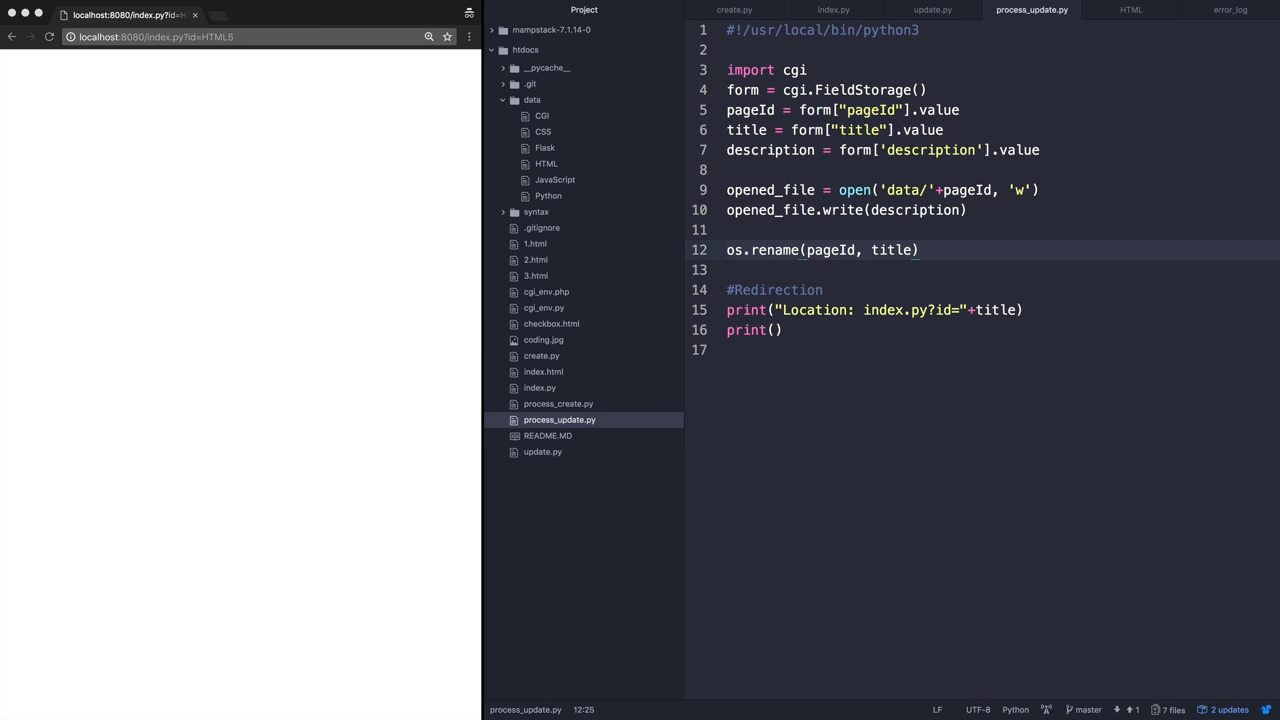 localhost:8080/index.py?id=H
localhost:8080/index.py?id=HTML5
Project
mampstack-7.1.14-0
htdocs
__pycache__
.git
data
CGI
CSS
Flask
HTML
JavaScript
Python
syntax
.gitignore
1.html
2.html
3.html
cgi_env.php
cgi_env.py
checkbox.html
coding.jpg
create.py
index.html
index.py
process_create.py
process_update.py
README.MD
update.py
create.py index.py update.py process_update.py HTML error_log
1 #!/usr/local/bin/python3
2
3 import cgi
4 form = cgi.FieldStorage()
5 pageId = form["pageId"].value
6 title = form["title"].value
7 description = form['description'].value
8
9 opened_file = open('data/'+pageId, 'w')
10 opened_file.write(description)
11
12 os.rename(pageId, title)
13
14 #Redirection
15 print("Location: index.py?id="+title)
16 print()
17
process_update.py 12:25 LF UTF-8 Python master 1 7 files 2 updates